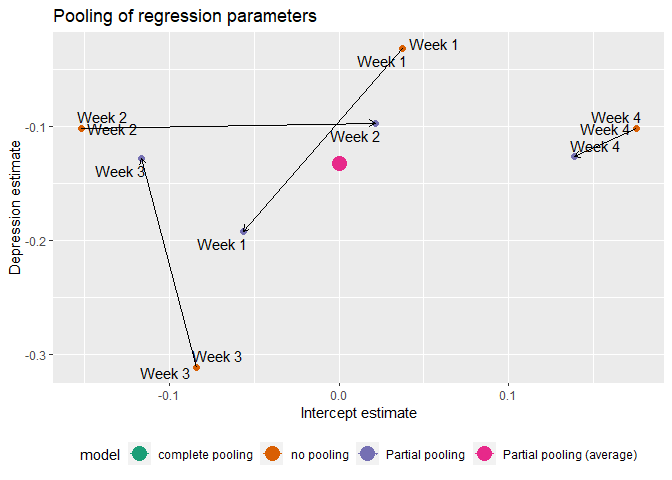 Pooling of regression parameters
Week 1
Week 1
Week 2
Week 2
Week 4
Week 4
Week 4
Week 2
Week 3
Week 1
Week 3
Week 3
-0.1
-0.2
-0.3
Depression estimate
-0.1
0.0
0.1
Intercept estimate
model
complete pooling
no pooling
Partial pooling
Partial pooling (average)